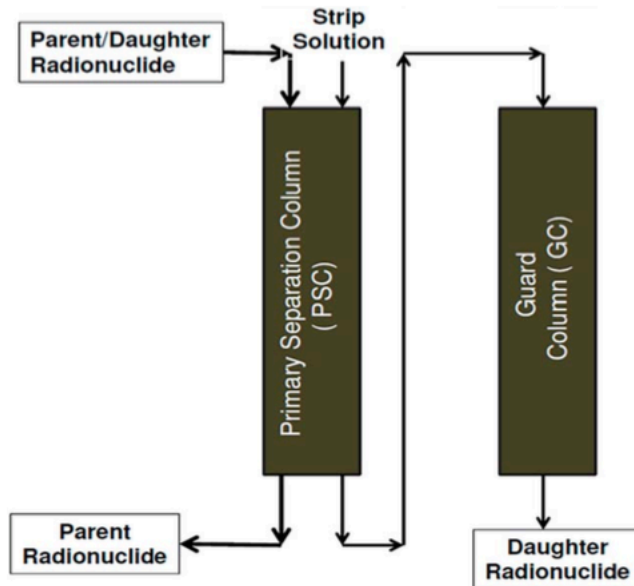 Strip
Solution
Parent/Daughter
Radionuclide
Primary Separation Column
( PSC)
Guard
Column ( GC)
Parent
Radionuclide
Daughter
Radionuclide